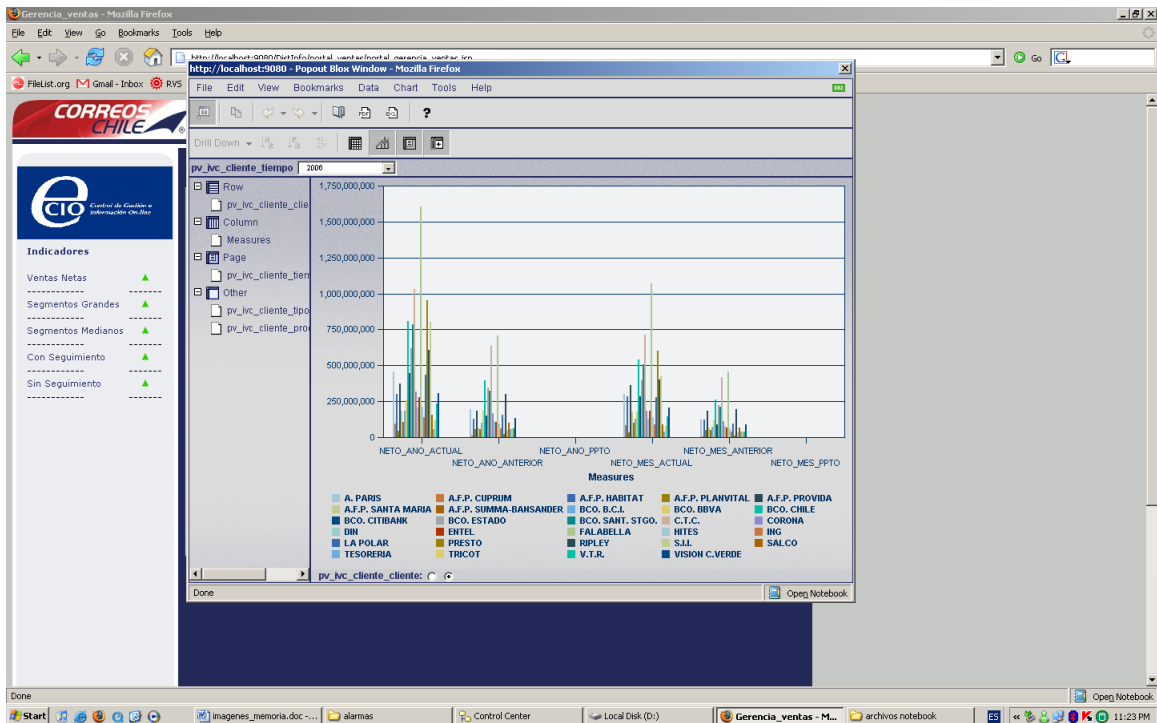 Gerencia_ventas - Mozilla Firefox
File Edit View Go Bookmarks Tools Help
http://localhost:9080/DistInfo/portal_ventas/portal_gerencia_ventas.jsp
Go
FileList.org Gmail - Inbox RVS
CORREOS
CHILE
eCIO Control de Gestión e
Información On-Line
Indicadores
Ventas Netas
------------ -------
Segmentos Grandes
------------ -------
Segmentos Medianos
------------ -------
Con Seguimiento
------------ -------
Sin Seguimiento
------------ -------
http://localhost:9080 - Popout Blox Window - Mozilla Firefox
File Edit View Bookmarks Data Chart Tools Help
Drill Down
pv_ivc_cliente_tiempo 2006
Row
pv_ivc_cliente_clie
Column
Measures
Page
pv_ivc_cliente_tien
Other
pv_ivc_cliente_tipo
pv_ivc_cliente_pro
1,750,000,000
1,500,000,000
1,250,000,000
1,000,000,000
750,000,000
500,000,000
250,000,000
0
NETO_ANO_ACTUAL NETO_ANO_PPTO NETO_MES_ANTERIOR
NETO_ANO_ANTERIOR NETO_MES_ACTUAL NETO_MES_PPTO
Measures
A. PARIS A.F.P. CUPRUM A.F.P. HABITAT A.F.P. PLANVITAL A.F.P. PROVIDA
A.F.P. SANTA MARIA A.F.P. SUMMA-BANSANDER BCO. B.C.I. BCO. BBVA BCO. CHILE
BCO. CITIBANK BCO. ESTADO BCO. SANT. STGO. C.T.C. CORONA
DIN ENTEL FALABELLA HITES ING
LA POLAR PRESTO RIPLEY S.I.I. SALCO
TESORERIA TRICOT V.T.R. VISION C.VERDE
pv_ivc_cliente_cliente:
Done Open Notebook
Done Open Notebook
Start imagenes_memoria.doc -... alarmas Control Center Local Disk (D:) Gerencia_ventas - M... archivos notebook ES 11:23 PM